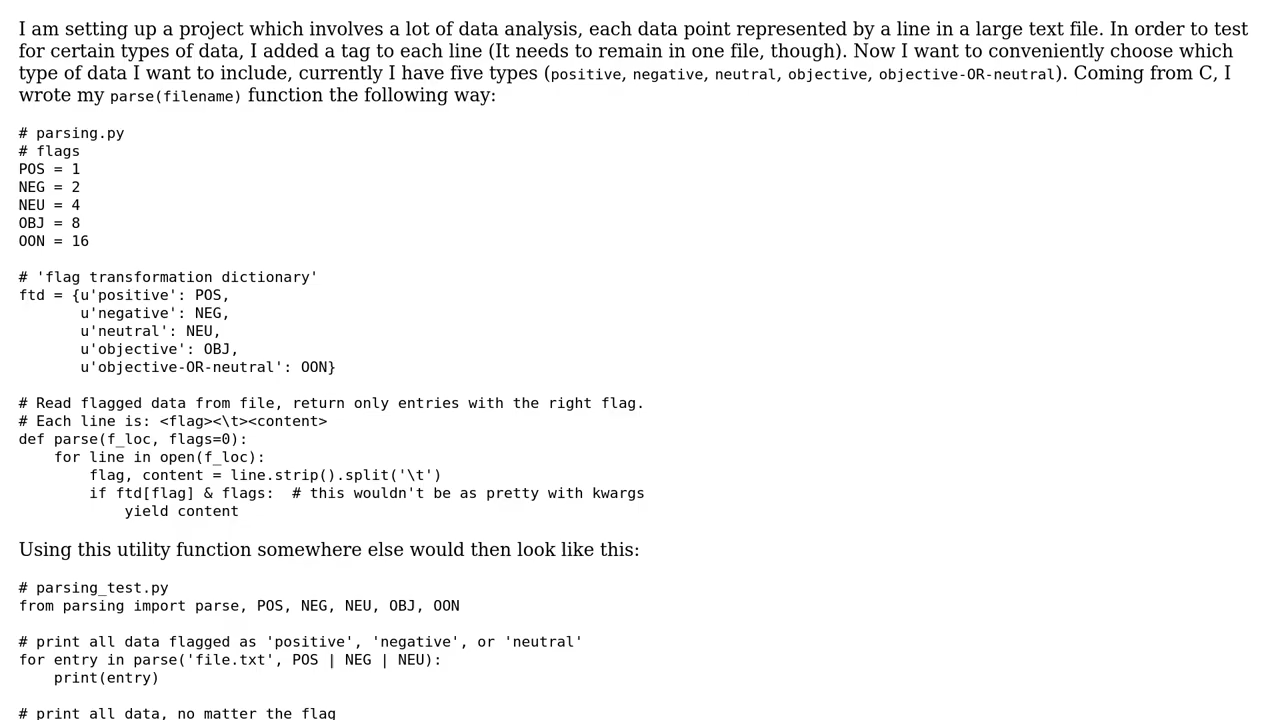 I am setting up a project which involves a lot of data analysis, each data point represented by a line in a large text file. In order to test
for certain types of data, I added a tag to each line (It needs to remain in one file, though). Now I want to conveniently choose which
type of data I want to include, currently I have five types (positive, negative, neutral, objective, objective-OR-neutral). Coming from C, I
wrote my parse(filename) function the following way:
# parsing.py
# flags
POS = 1
NEG = 2
NEU = 4
OBJ = 8
OON = 16
# 'flag transformation dictionary'
ftd = {u'positive': POS,
       u'negative': NEG,
       u'neutral': NEU,
       u'objective': OBJ,
       u'objective-OR-neutral': OON}
# Read flagged data from file, return only entries with the right flag.
# Each line is: <flag><\t><content>
def parse(f_loc, flags=0):
    for line in open(f_loc):
        flag, content = line.strip().split('\t')
        if ftd[flag] & flags:  # this wouldn't be as pretty with kwargs
            yield content
Using this utility function somewhere else would then look like this:
# parsing_test.py
from parsing import parse, POS, NEG, NEU, OBJ, OON
# print all data flagged as 'positive', 'negative', or 'neutral'
for entry in parse('file.txt', POS | NEG | NEU):
    print(entry)
# print all data, no matter the flag